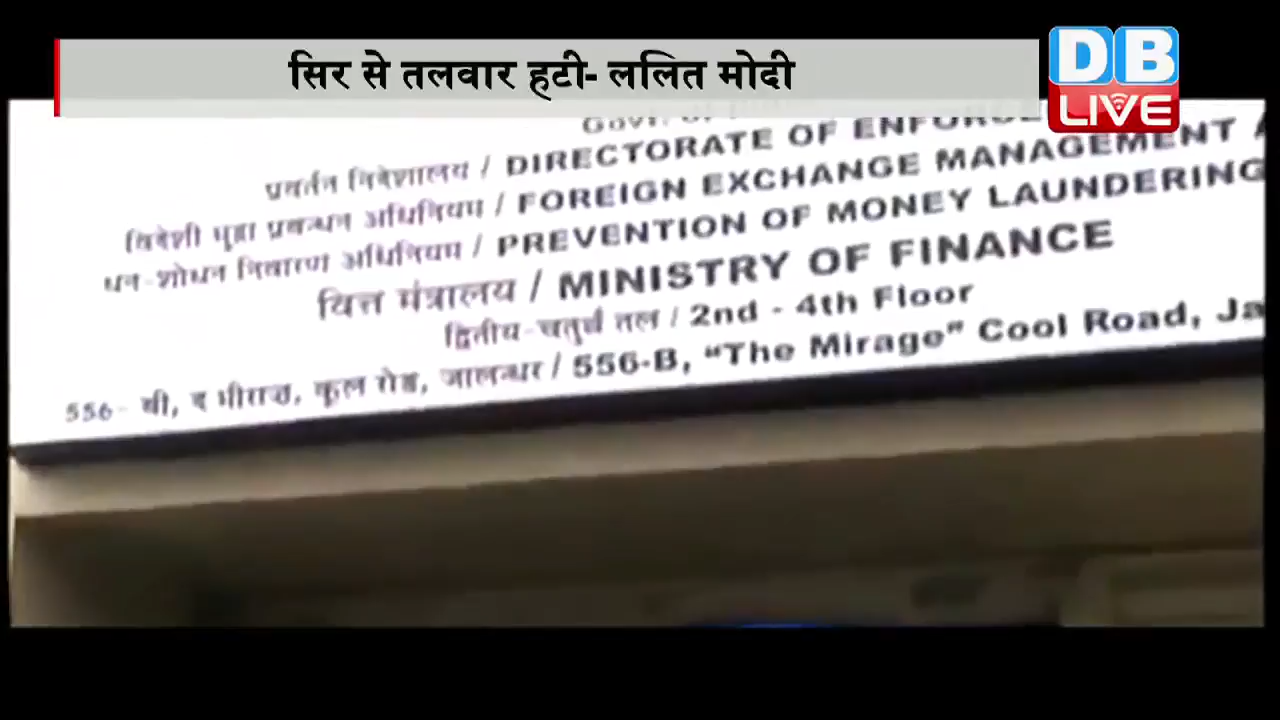 सिर से तलवार हटी- ललित मोदी
DB
LIVE
प्रवर्तन निदेशालय / DIRECTORATE OF
विदेशी मुद्रा प्रबन्धन अधिनियम / FOREIGN EXCHANGE MANAGEMENT
धन-शोधन निवारण अधिनियम / PREVENTION OF MONEY LAUNDERING
वित्त मंत्रालय / MINISTRY OF FINANCE
द्वितीय-चतुर्थ तल / 2nd - 4th Floor
556- बी, द मीराज, कूल रोड, जालन्धर / 556-B, "The Mirage" Cool Road,